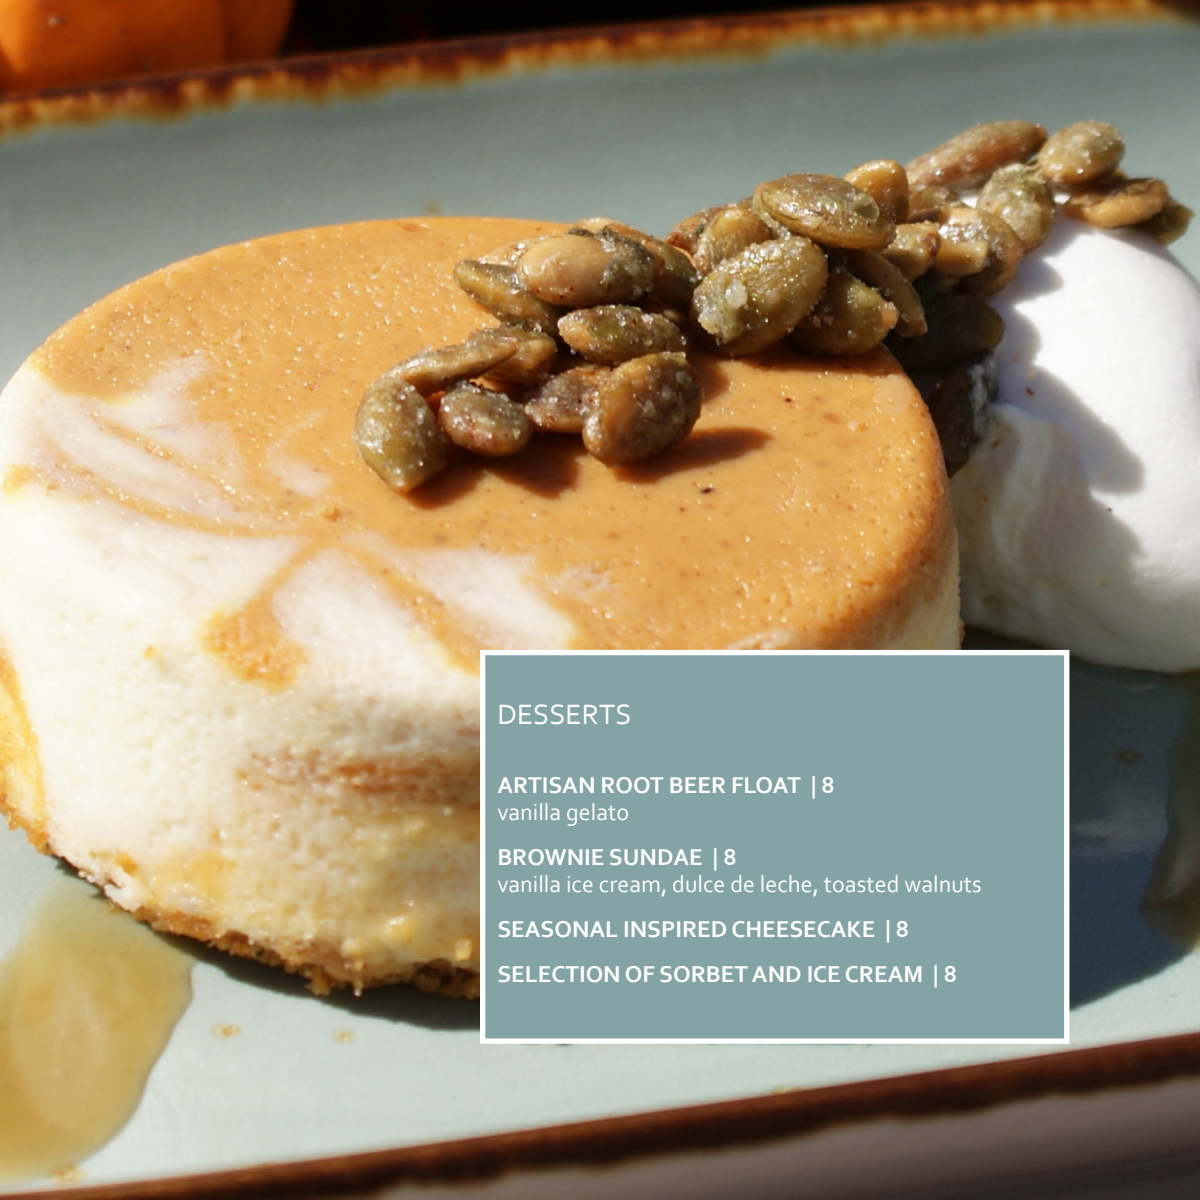 DESSERTS
ARTISAN ROOT BEER FLOAT | 8
vanilla gelato
BROWNIE SUNDAE | 8
vanilla ice cream, dulce de leche, toasted walnuts
SEASONAL INSPIRED CHEESECAKE | 8
SELECTION OF SORBET AND ICE CREAM | 8